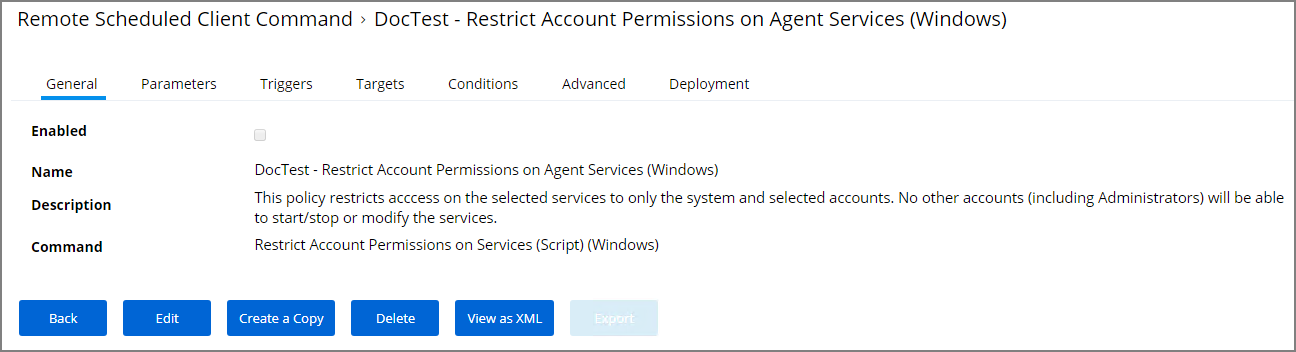 Remote Scheduled Client Command › DocTest - Restrict Account Permissions on Agent Services (Windows)
General Parameters Triggers Targets Conditions Advanced Deployment
Enabled
Name DocTest - Restrict Account Permissions on Agent Services (Windows)
Description This policy restricts acccess on the selected services to only the system and selected accounts. No other accounts (including Administrators) will be able
to start/stop or modify the services.
Command Restrict Account Permissions on Services (Script) (Windows)
Back Edit Create a Copy Delete View as XML Export